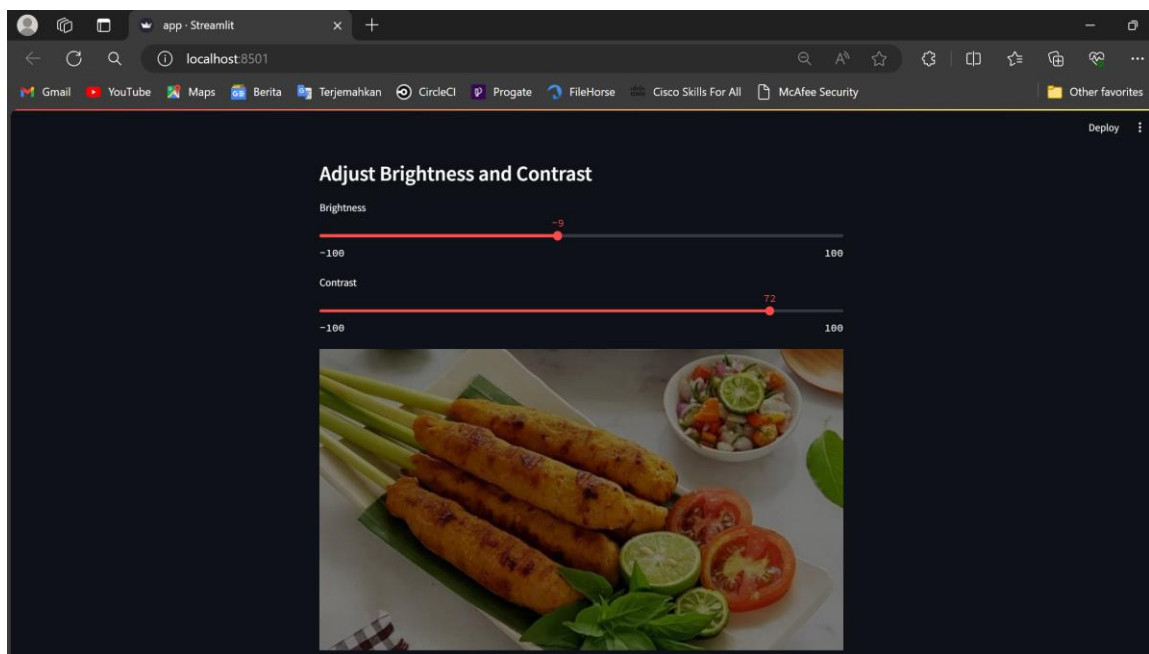 app · Streamlit
localhost:8501
Gmail YouTube Maps Berita Terjemahkan CircleCI Progate FileHorse Cisco Skills For All McAfee Security Other favorites
Deploy
Adjust Brightness and Contrast
Brightness
-9
-100 100
Contrast
72
-100 100